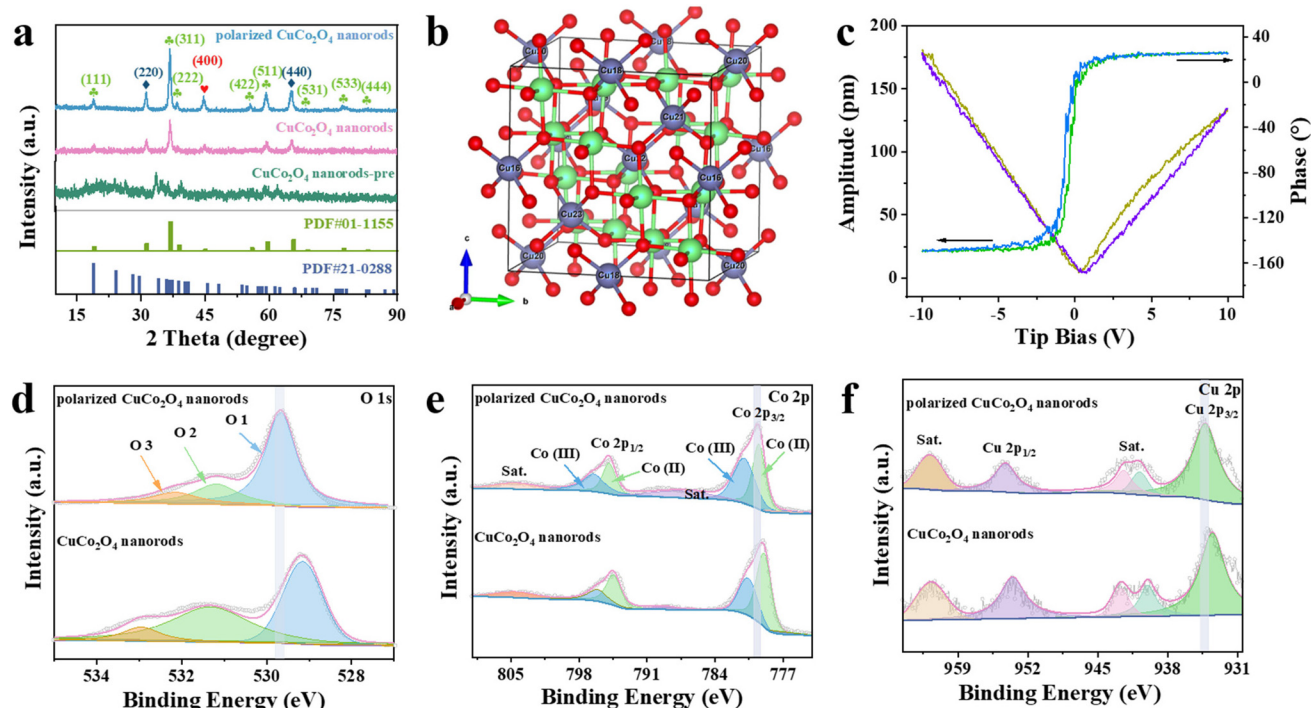 a
polarized CuCo₂O₄ nanorods
(111)
(220)
(311)
(222)
(400)
(422)
(511)
(440)
(531)
(533)
(444)
CuCo₂O₄ nanorods
CuCo₂O₄ nanorods-pre
PDF#01-1155
PDF#21-0288
Intensity (a.u.)
15 30 45 60 75 90
2 Theta (degree)
b
Cu18
Cu20
Cu21
Cu16
Cu16
Cu16
Cu23
Cu20
Cu18
Cu20
c
a
b
c
200
175
150
125
100
75
50
25
0
Amplitude (pm)
40
0
-40
-80
-120
-160
Phase (°)
-10 -5 0 5 10
Tip Bias (V)
d
O 1s
polarized CuCo₂O₄ nanorods
O 3
O 2
O 1
CuCo₂O₄ nanorods
Intensity (a.u.)
534 532 530 528
Binding Energy (eV)
e
Co 2p
polarized CuCo₂O₄ nanorods
Co 2p₃/₂
Co 2p₁/₂
Co (III)
Co (III)
Co (II)
Co (II)
Sat.
Sat.
CuCo₂O₄ nanorods
Intensity (a.u.)
805 798 791 784 777
Binding Energy (eV)
f
Cu 2p
polarized CuCo₂O₄ nanorods
Cu 2p₃/₂
Sat.
Cu 2p₁/₂
Sat.
CuCo₂O₄ nanorods
Intensity (a.u.)
959 952 945 938 931
Binding Energy (eV)